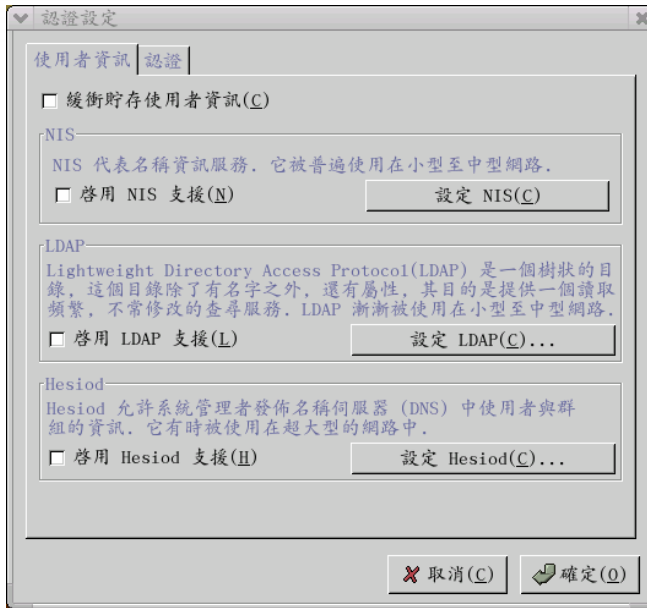 認證設定
使用者資訊 認證
緩衝貯存使用者資訊(C)
NIS
NIS 代表名稱資訊服務. 它被普遍使用在小型至中型網路.
啓用 NIS 支援(N) 設定 NIS(C)
LDAP
Lightweight Directory Access Protocol(LDAP) 是一個樹狀的目
錄, 這個目錄除了有名字之外, 還有屬性, 其目的是提供一個讀取
頻繁, 不常修改的查尋服務. LDAP 漸漸被使用在小型至中型網路.
啓用 LDAP 支援(L) 設定 LDAP(C)...
Hesiod
Hesiod 允許系統管理者發佈名稱伺服器 (DNS) 中使用者與群
組的資訊. 它有時被使用在超大型的網路中.
啓用 Hesiod 支援(H) 設定 Hesiod(C)...
取消(C) 確定(O)